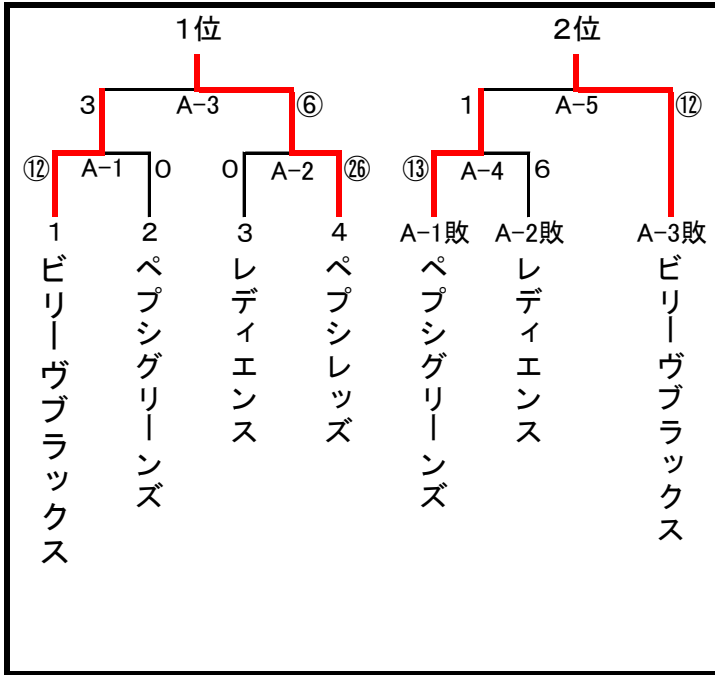 1位 2位
3 A-3 ⑥ 1 A-5 ⑫
⑫ A-1 0 0 A-2 ㉖ ⑬ A-4 6
1 2 3 4 A-1敗 A-2敗 A-3敗
ビリーヴブラックス
ペプシグリーンズ
レディエンス
ペプシレッズ
ペプシグリーンズ
レディエンス
ビリーヴブラックス